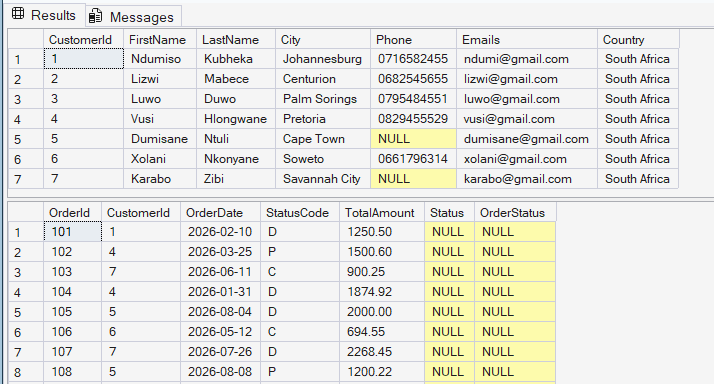 Results Messages
CustomerId FirstName LastName City Phone Emails Country
1 1 Ndumiso Kubheka Johannesburg 0716582455 ndumi@gmail.com South Africa
2 2 Lizwi Mabece Centurion 0682545655 lizwi@gmail.com South Africa
3 3 Luwo Duwo Palm Sorings 0795484551 luwo@gmail.com South Africa
4 4 Vusi Hlongwane Pretoria 0829455529 vusi@gmail.com South Africa
5 5 Dumisane Ntuli Cape Town NULL dumisane@gmail.com South Africa
6 6 Xolani Nkonyane Soweto 0661796314 xolani@gmail.com South Africa
7 7 Karabo Zibi Savannah City NULL karabo@gmail.com South Africa
OrderId CustomerId OrderDate StatusCode TotalAmount Status OrderStatus
1 101 1 2026-02-10 D 1250.50 NULL NULL
2 102 4 2026-03-25 P 1500.60 NULL NULL
3 103 7 2026-06-11 C 900.25 NULL NULL
4 104 4 2026-01-31 D 1874.92 NULL NULL
5 105 5 2026-08-04 D 2000.00 NULL NULL
6 106 6 2026-05-12 C 694.55 NULL NULL
7 107 7 2026-07-26 D 2268.45 NULL NULL
8 108 5 2026-08-08 P 1200.22 NULL NULL